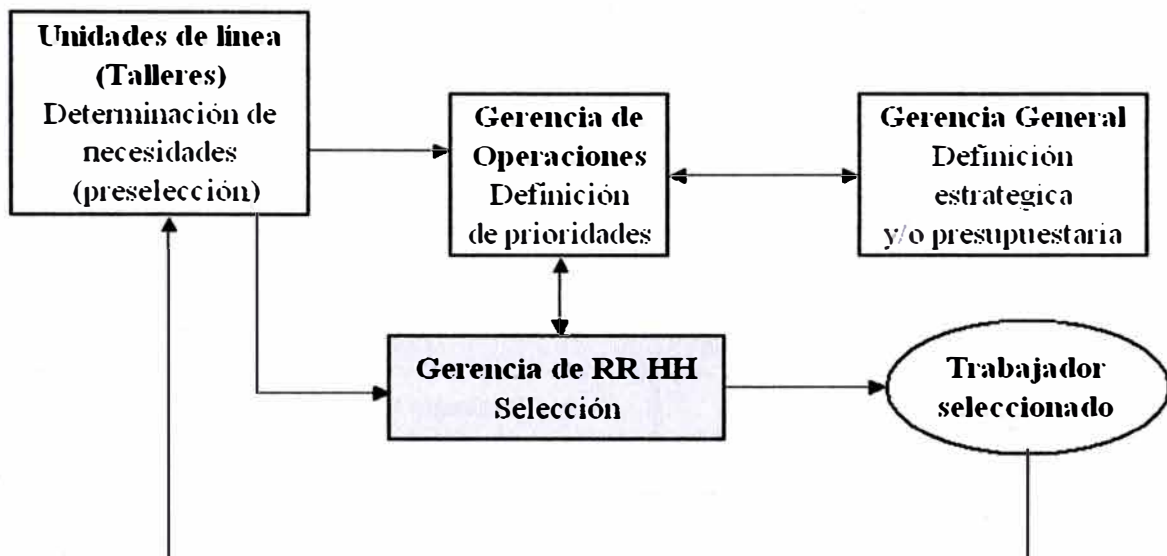 Unidades de línea
(Talleres)
Determinación de
necesidades
(preselección)
Gerencia de
Operaciones
Definición
de prioridades
Gerencia General
Definición
estrategica
y/o presupuestaria
Gerencia de RR HH
Selección
Trabajador
seleccionado